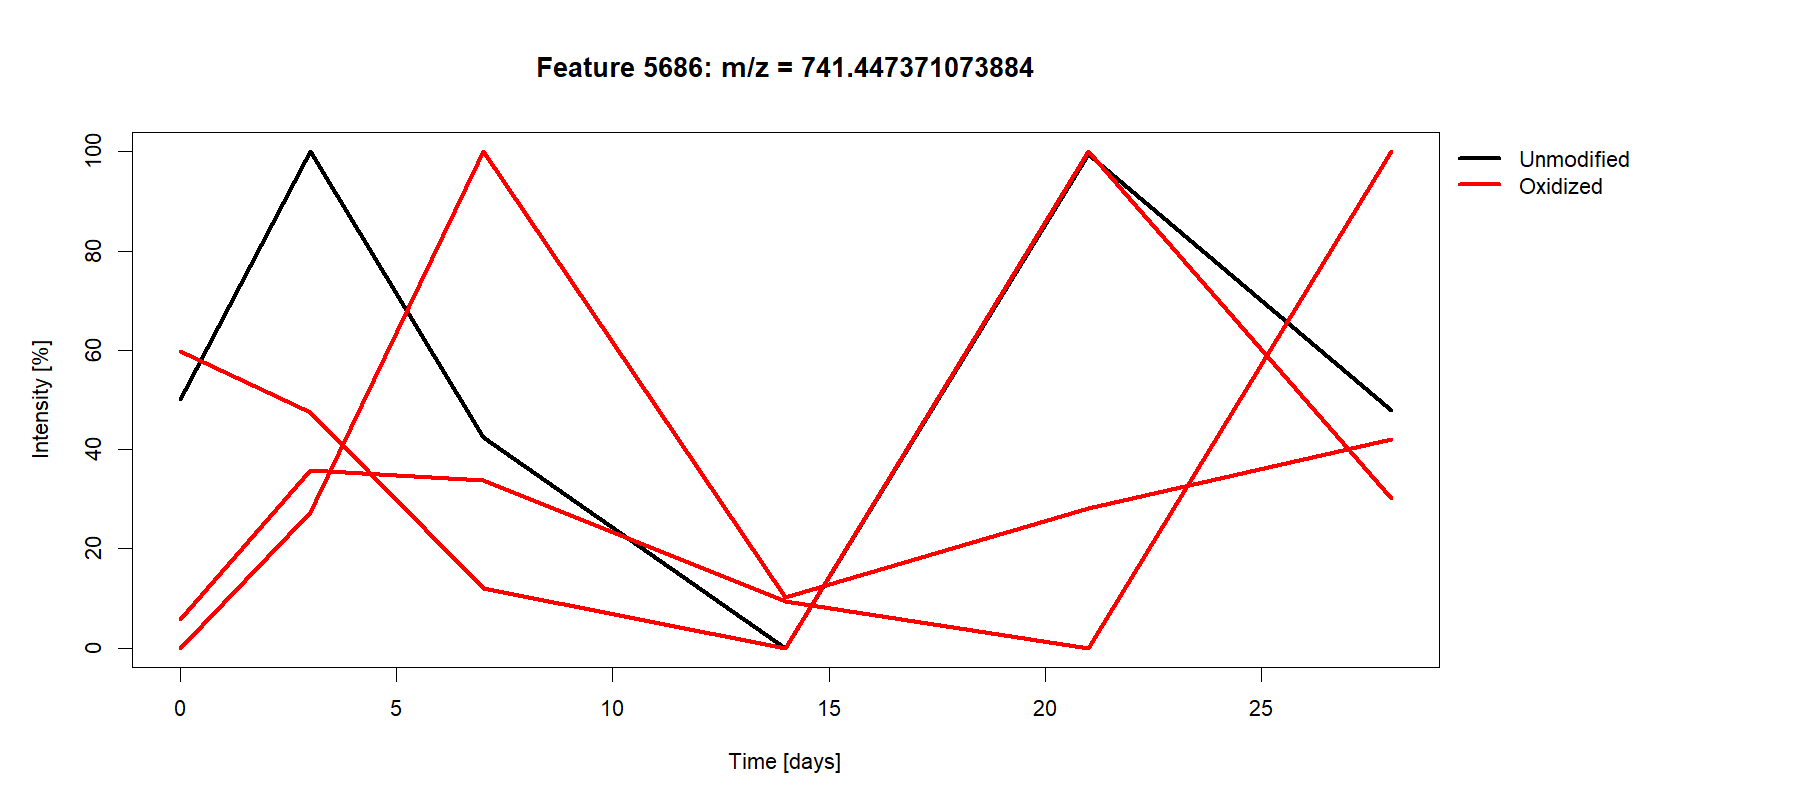 Feature 5686: m/z = 741.447371073884
Unmodified
Oxidized
Intensity [%]
100
80
60
40
20
0
0 5 10 15 20 25
Time [days]